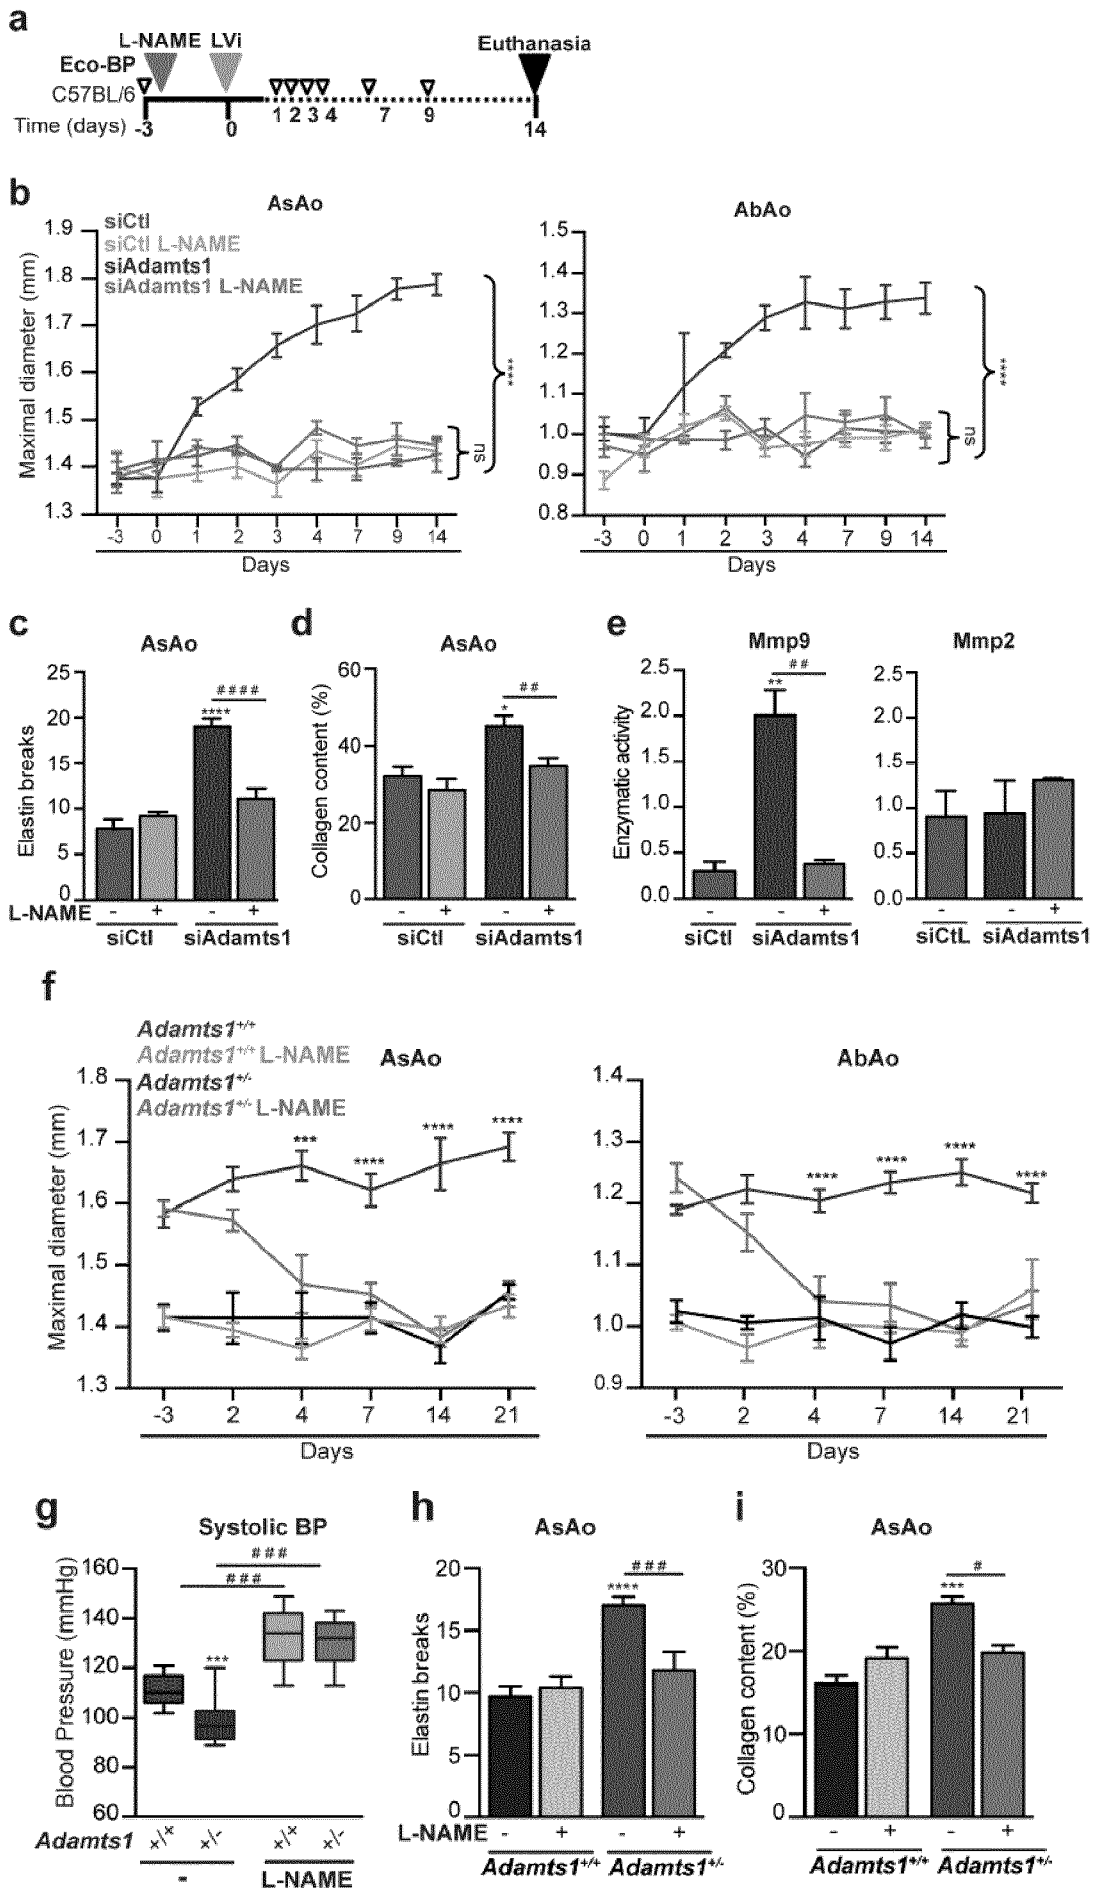 a
L-NAME LVi Euthanasia
Eco-BP
C57BL/6
1 2 3 4 7 9
Time (days) -3 0 14
b
AsAo
siCtl
siCtl L-NAME
siAdamts1
siAdamts1 L-NAME
Maximal diameter (mm)
1.9
1.8
1.7
1.6
1.5
1.4
1.3
****
ns
-3 0 1 2 3 4 7 9 14
Days
AbAo
1.5
1.4
1.3
1.2
1.1
1.0
0.9
0.8
****
ns
-3 0 1 2 3 4 7 9 14
Days
c
AsAo
Elastin breaks
25
20
15
10
5
0
####
****
L-NAME - + - +
siCtl siAdamts1
d
AsAo
Collagen content (%)
60
40
20
0
##
*
- + - +
siCtl siAdamts1
e
Mmp9
Enzymatic activity
2.5
2.0
1.5
1.0
0.5
0.0
##
**
- - +
siCtl siAdamts1
Mmp2
2.5
2.0
1.5
1.0
0.5
0.0
- - +
siCtL siAdamts1
f
Adamts1+/+
Adamts1+/+ L-NAME
Adamts1+/-
Adamts1+/- L-NAME
AsAo
Maximal diameter (mm)
1.8
1.7
1.6
1.5
1.4
1.3
*** **** **** ****
-3 2 4 7 14 21
Days
AbAo
1.4
1.3
1.2
1.1
1.0
0.9
**** **** **** ****
-3 2 4 7 14 21
Days
g
Systolic BP
Blood Pressure (mmHg)
160
140
120
100
80
60
###
###
***
Adamts1 +/+ +/- +/+ +/-
- L-NAME
h
AsAo
Elastin breaks
20
15
10
5
0
###
****
L-NAME - + - +
Adamts1+/+ Adamts1+/-
i
AsAo
Collagen content (%)
30
20
10
0
#
***
- + - +
Adamts1+/+ Adamts1+/-